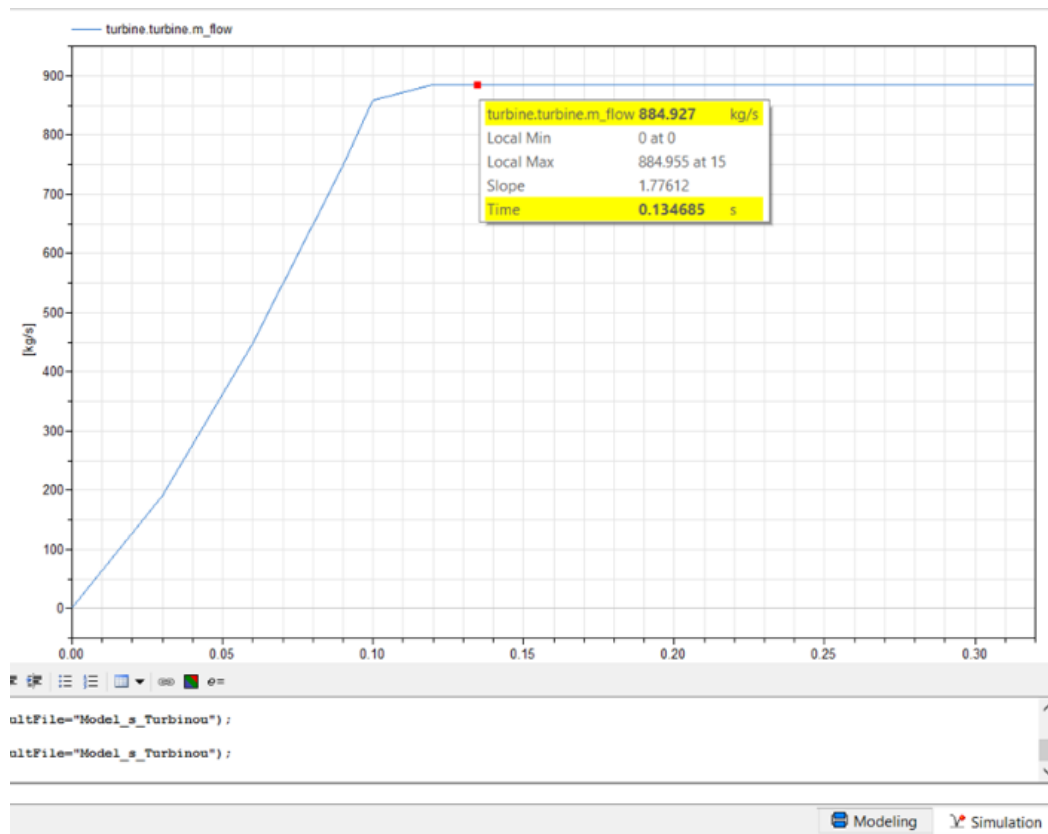 turbine.turbine.m_flow
900
800
turbine.turbine.m_flow 884.927 kg/s
Local Min 0 at 0
Local Max 884.955 at 15
700
Slope 1.77612
Time 0.134685 s
600
500
[kg/s]
400
300
200
100
0
0.00 0.05 0.10 0.15 0.20 0.25 0.30
e=
ultFile="Model_s_Turbinou");
ultFile="Model_s_Turbinou");
Modeling Simulation